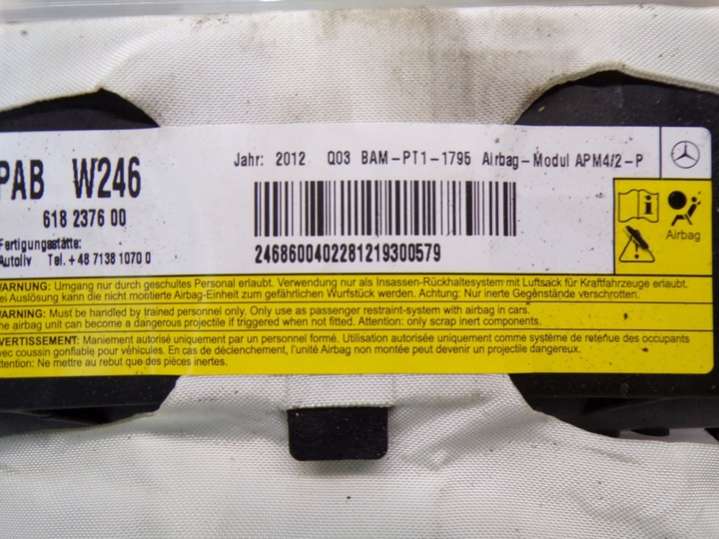 PAB W246
618 2376 00
Fertigungsstätte:
Autoliv Tel. +48 7138 1070 0
Jahr: 2012 Q03 BAM-PT1-1795 Airbag-Modul APM4/2-P
246860040228121930​0579
Airbag
WARNUNG: Umgang nur durch geschultes Personal erlaubt. Verwendung nur als Insassen-Rückhaltesystem mit Luftsack für Kraftfahrzeuge erlaubt.
Bei Auslösung kann die nicht montierte Airbag-Einheit zum gefährlichen Wurfstück werden. Achtung: Nur inerte Gegenstände verschrotten.
WARNING: Must be handled by trained personnel only. Only use as passenger restraint-system with airbag in cars.
The airbag unit can become a dangerous projectile if triggered when not fitted. Attention: only scrap inert components.
AVERTISSEMENT: Maniement autorisé uniquement par un personnel formé. Utilisation autorisée uniquement comme système de retenue des occupants
avec coussin gonflable pour véhicules. En cas de déclenchement, l'unité Airbag non montée peut devenir un projectile dangereux.
Attention: Ne mettre au rebut que des pièces inertes.